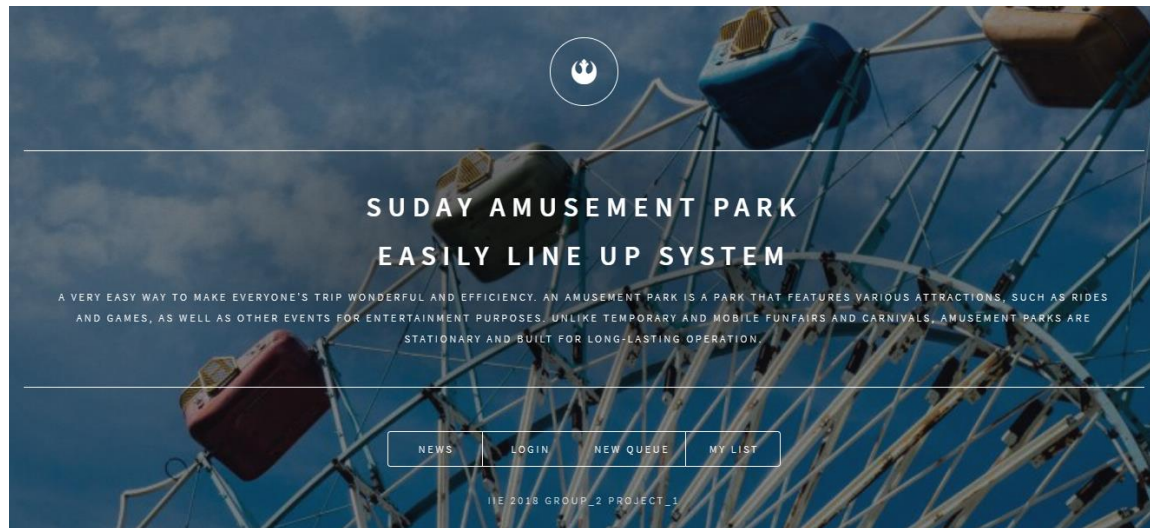 SUDAY AMUSEMENT PARK
EASILY LINE UP SYSTEM
A VERY EASY WAY TO MAKE EVERYONE'S TRIP WONDERFUL AND EFFICIENCY. AN AMUSEMENT PARK IS A PARK THAT FEATURES VARIOUS ATTRACTIONS, SUCH AS RIDES
AND GAMES, AS WELL AS OTHER EVENTS FOR ENTERTAINMENT PURPOSES. UNLIKE TEMPORARY AND MOBILE FUNFAIRS AND CARNIVALS, AMUSEMENT PARKS ARE
STATIONARY AND BUILT FOR LONG-LASTING OPERATION.
NEWS LOGIN NEW QUEUE MY LIST
IIE 2018 GROUP_2 PROJECT_1